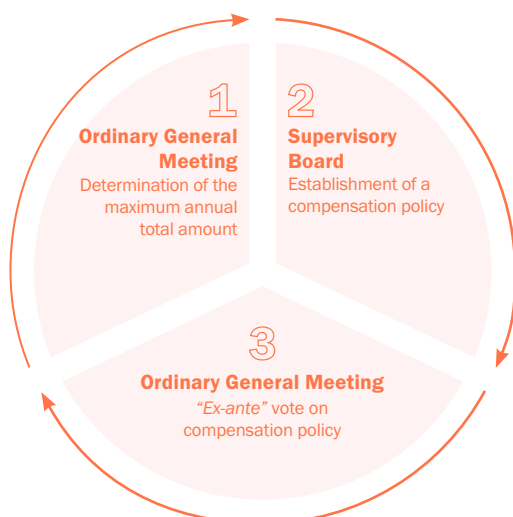 1
Ordinary General
Meeting
Determination of the
maximum annual
total amount
2
Supervisory
Board
Establishment of a
compensation policy
3
Ordinary General Meeting
“Ex-ante” vote on
compensation policy